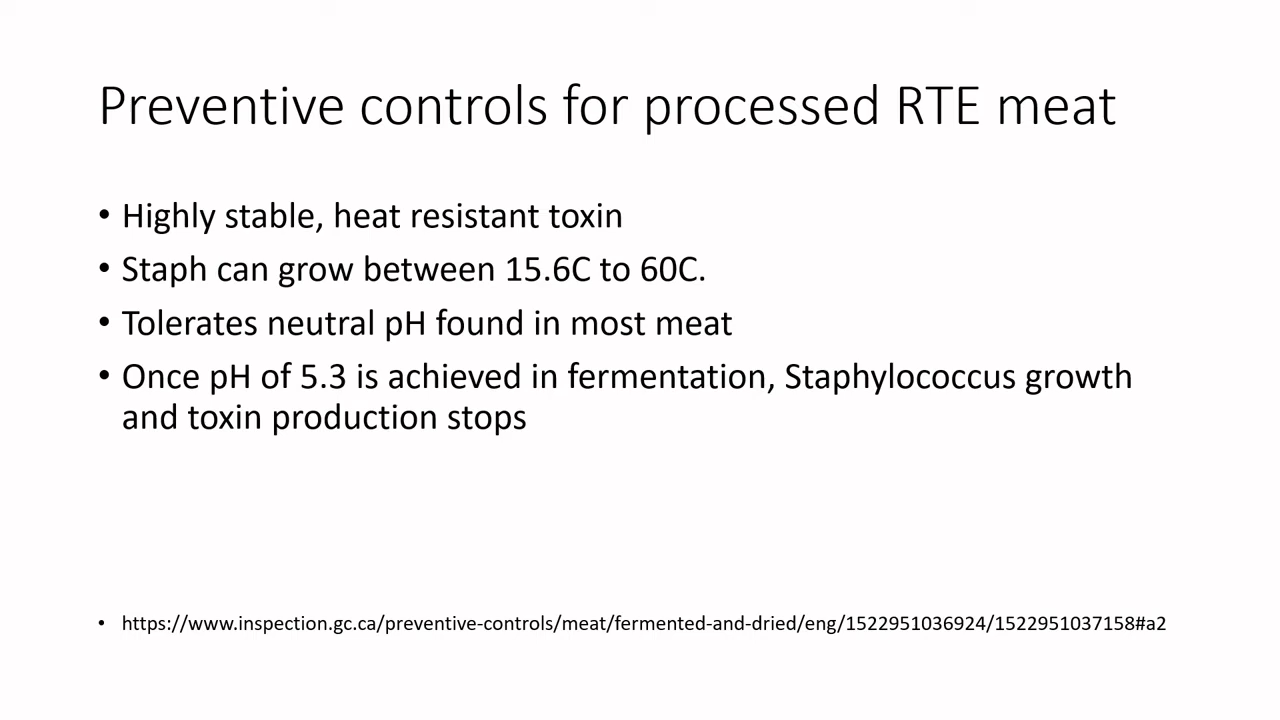 Preventive controls for processed RTE meat
• Highly stable, heat resistant toxin
• Staph can grow between 15.6C to 60C.
• Tolerates neutral pH found in most meat
• Once pH of 5.3 is achieved in fermentation, Staphylococcus growth
and toxin production stops
• https://www.inspection.gc.ca/preventive-controls/meat/fermented-and-dried/eng/1522951036924/1522951037158#a2